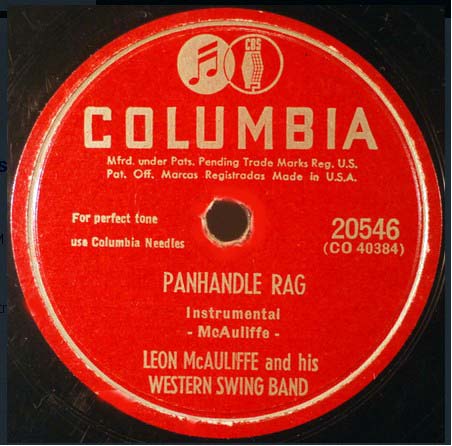 CBS
COLUMBIA
Mfrd. under Pats. Pending Trade Marks Reg. U.S.
Pat. Off. Marcas Registradas Made in U.S.A.
For perfect tone
use Columbia Needles
20546
(CO 40384)
PANHANDLE RAG
Instrumental
- McAuliffe -
LEON McAULIFFE and his
WESTERN SWING BAND